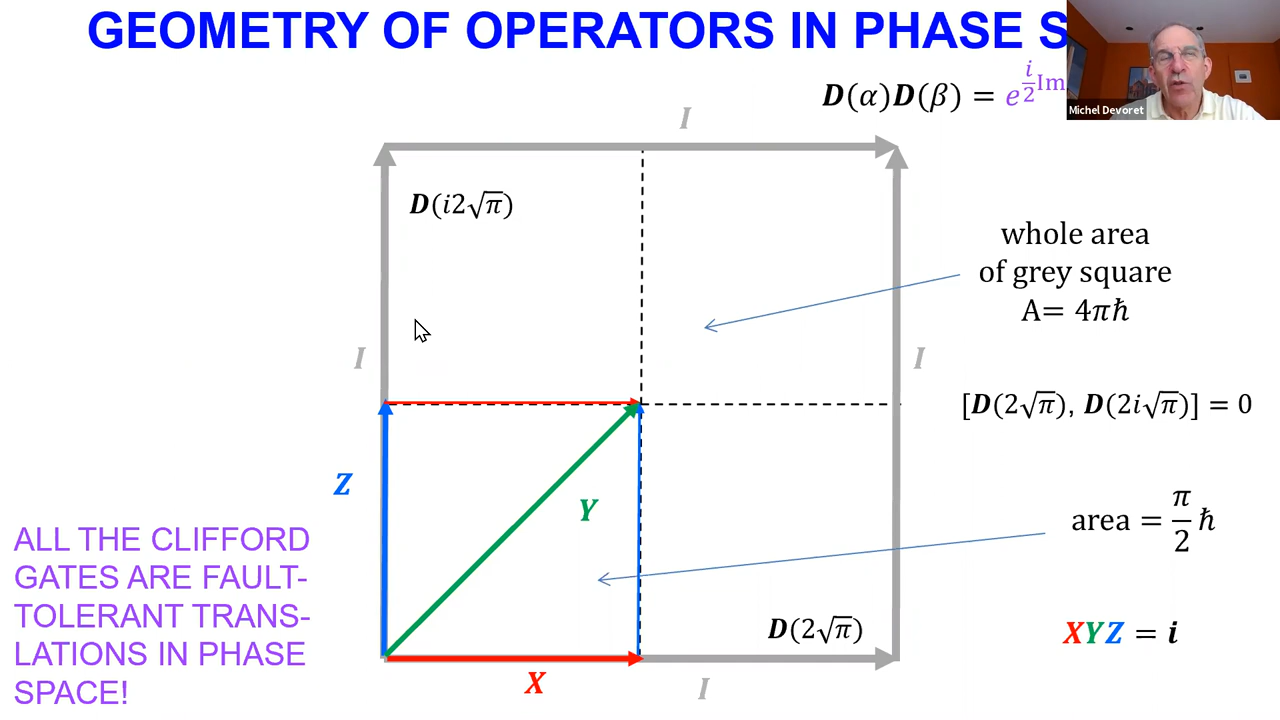 GEOMETRY OF OPERATORS IN PHASE S
D(α)D(β) = e^{i/2 Im
Michel Devoret
I
D(i2√π)
whole area
of grey square
A= 4πħ
I
I
[D(2√π), D(2i√π)] = 0
Z
Y
area = π/2 ħ
ALL THE CLIFFORD
GATES ARE FAULT-
TOLERANT TRANS-
LATIONS IN PHASE
SPACE!
D(2√π)
XYZ = i
X
I